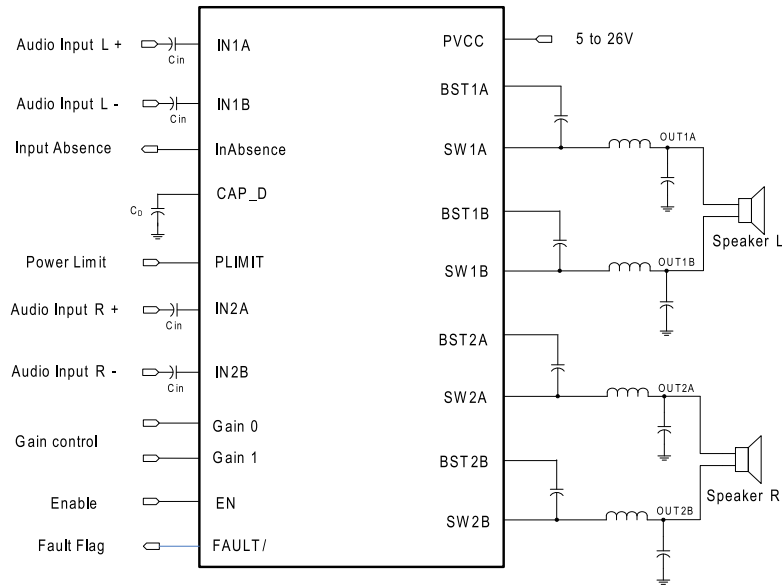 Audio Input L +
Cin
IN1A
Audio Input L -
Cin
IN1B
Input Absence
InAbsence
CAP_D
CD
Power Limit
PLIMIT
Audio Input R +
Cin
IN2A
Audio Input R -
Cin
IN2B
Gain control
Gain 0
Gain 1
Enable
EN
Fault Flag
FAULT/
PVCC
5 to 26V
BST1A
SW1A
OUT1A
BST1B
SW1B
OUT1B
Speaker L
BST2A
SW2A
OUT2A
BST2B
SW2B
OUT2B
Speaker R